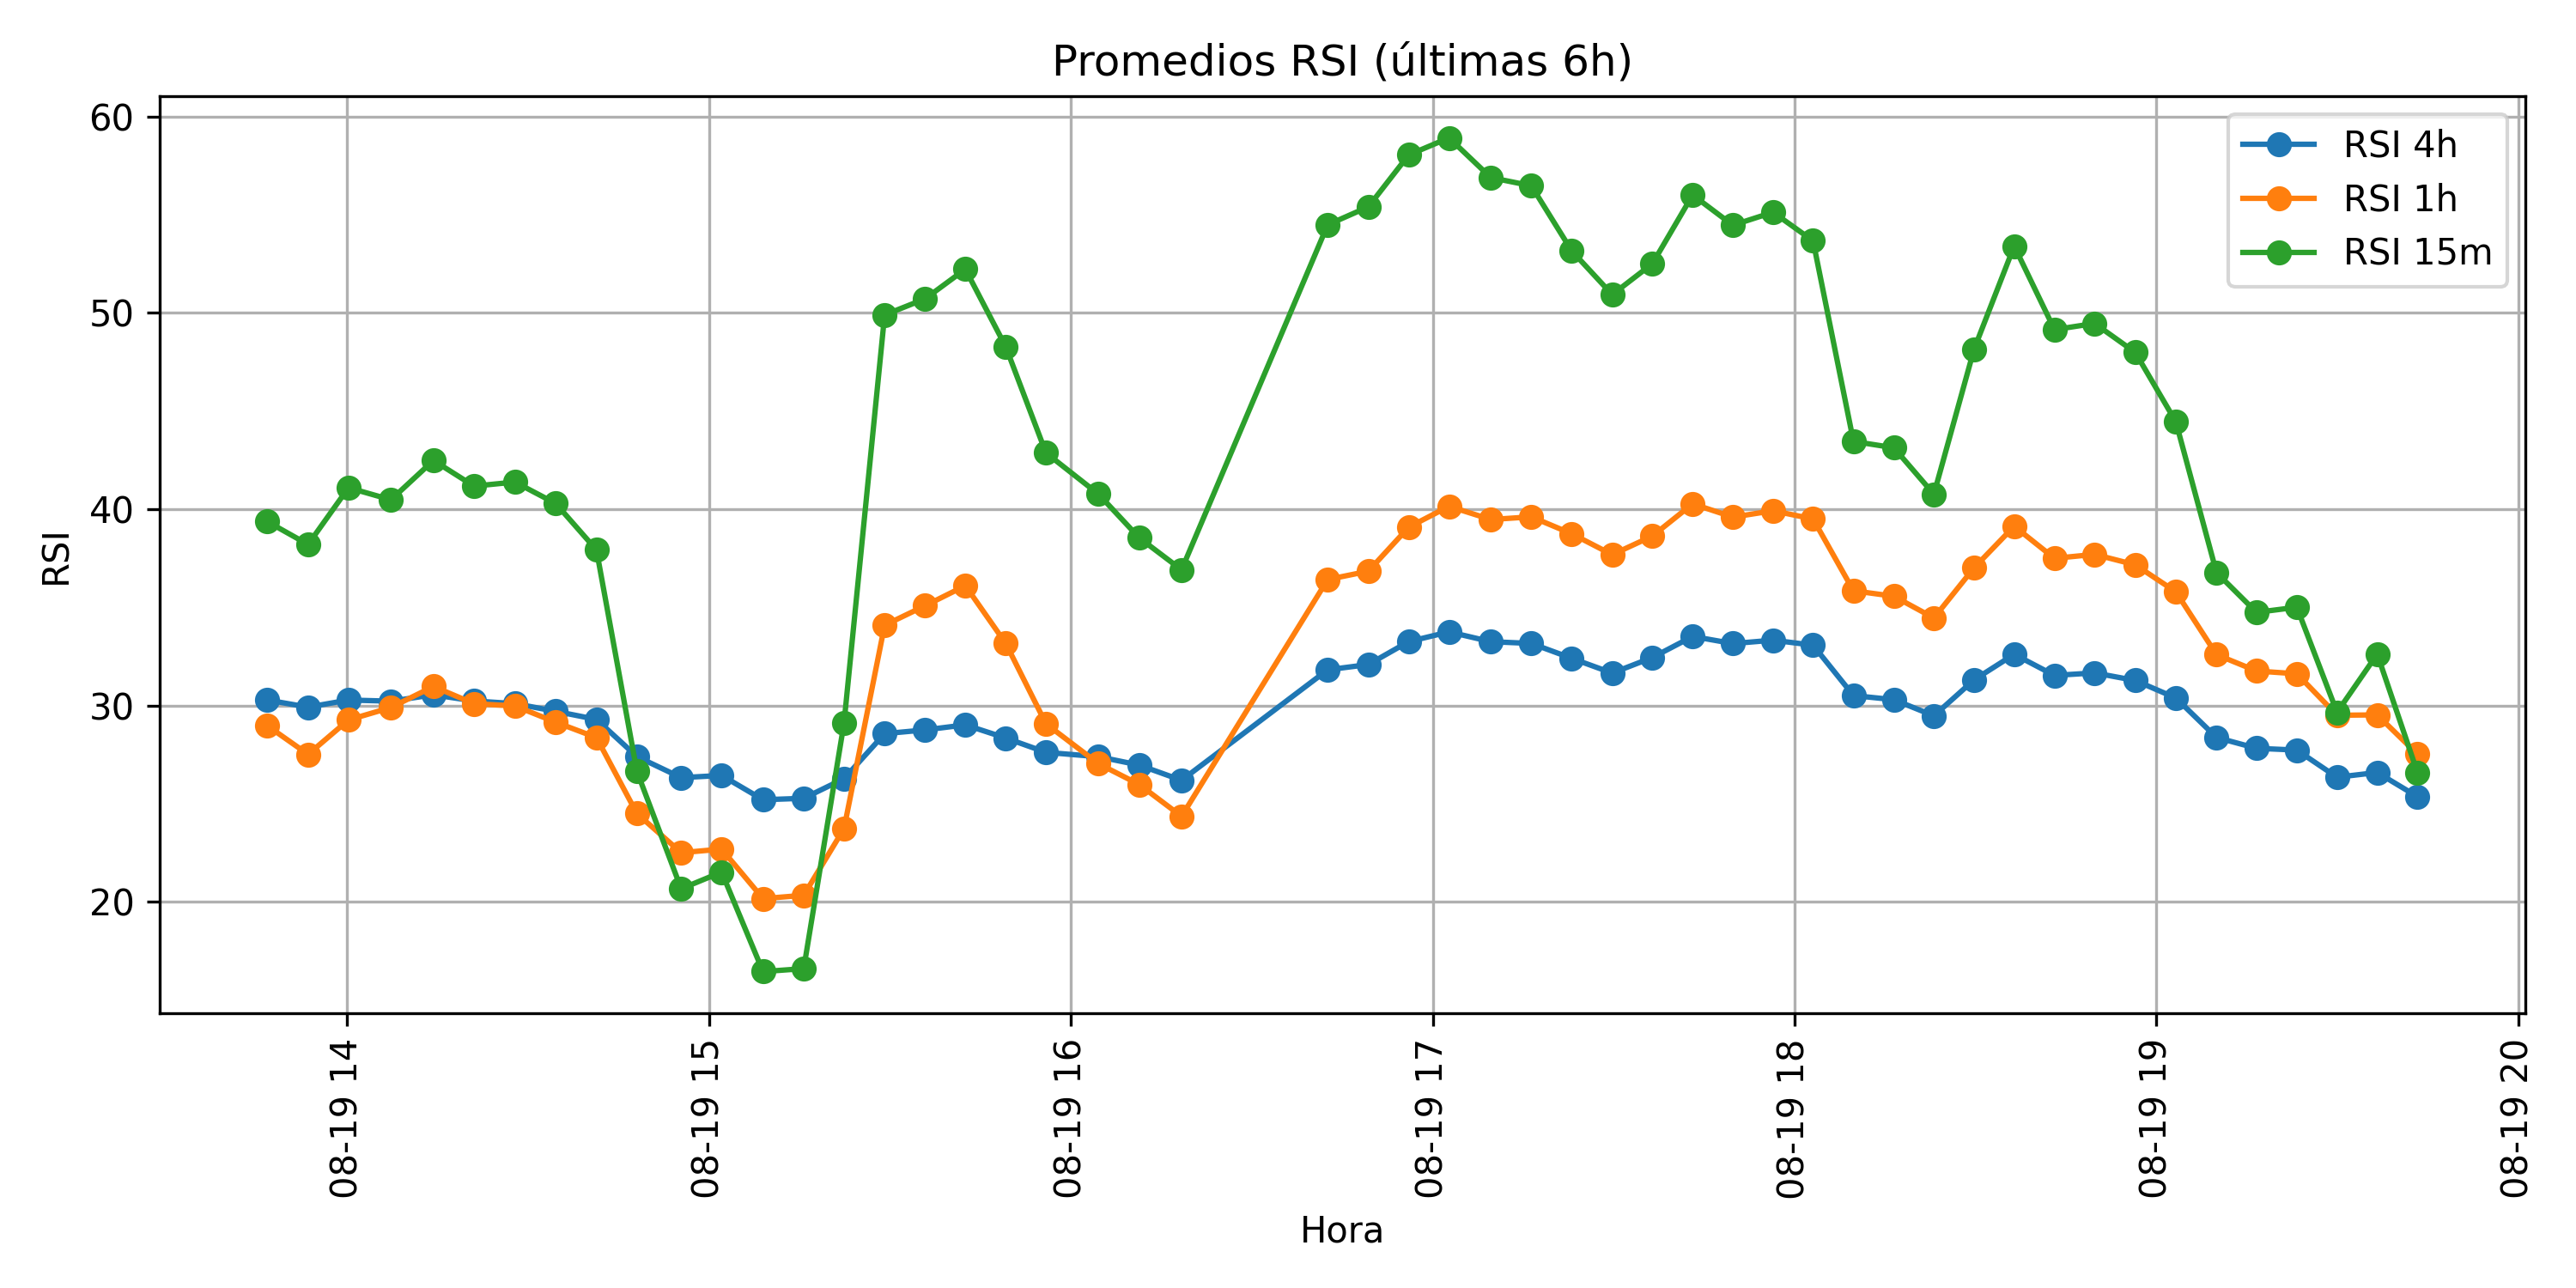 Promedios RSI (últimas 6h)
RSI 4h
RSI 1h
RSI 15m
60
50
40
30
20
RSI
08-19 14
08-19 15
08-19 16
08-19 17
08-19 18
08-19 19
08-19 20
Hora